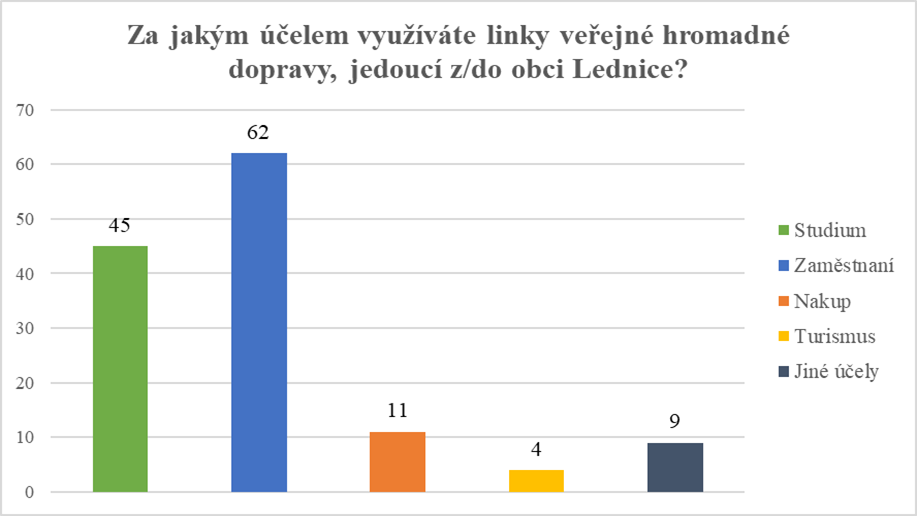 Za jakým účelem využíváte linky veřejné hromadné
dopravy, jedoucí z/do obci Lednice?
70
60
50
40
30
20
10
0
45
62
11
4
9
Studium
Zaměstnaní
Nakup
Turismus
Jiné účely